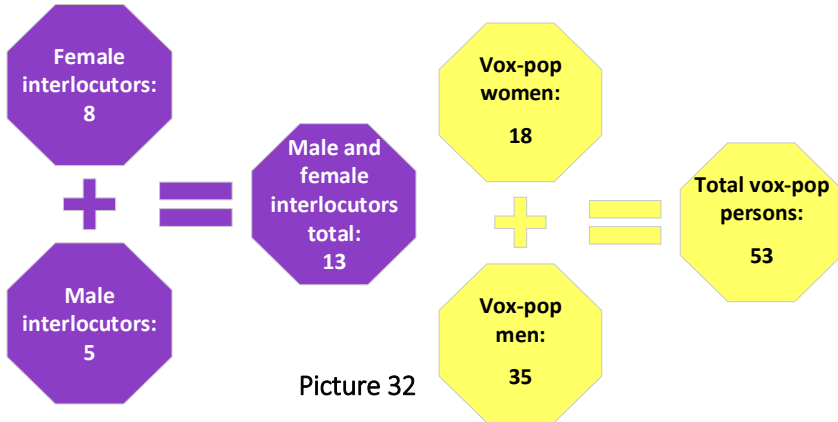 Female
interlocutors:
8
Male
interlocutors:
5
Male and
female
interlocutors
total:
13
Vox-pop
women:
18
Vox-pop
men:
35
Total vox-pop
persons:
53
Picture 32